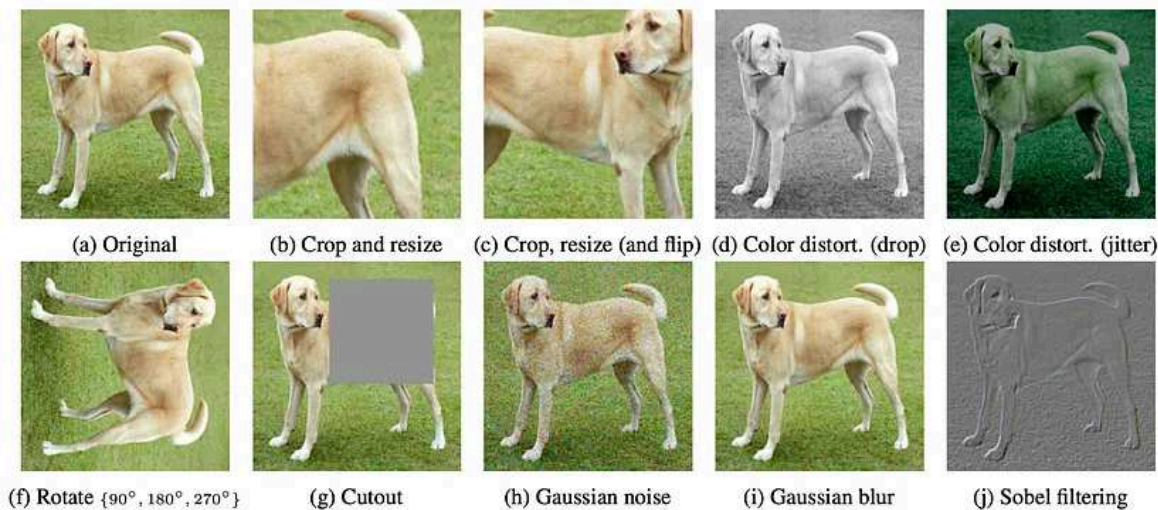 (a) Original
(b) Crop and resize
(c) Crop, resize (and flip)
(d) Color distort. (drop)
(e) Color distort. (jitter)
(f) Rotate {90°, 180°, 270°}
(g) Cutout
(h) Gaussian noise
(i) Gaussian blur
(j) Sobel filtering